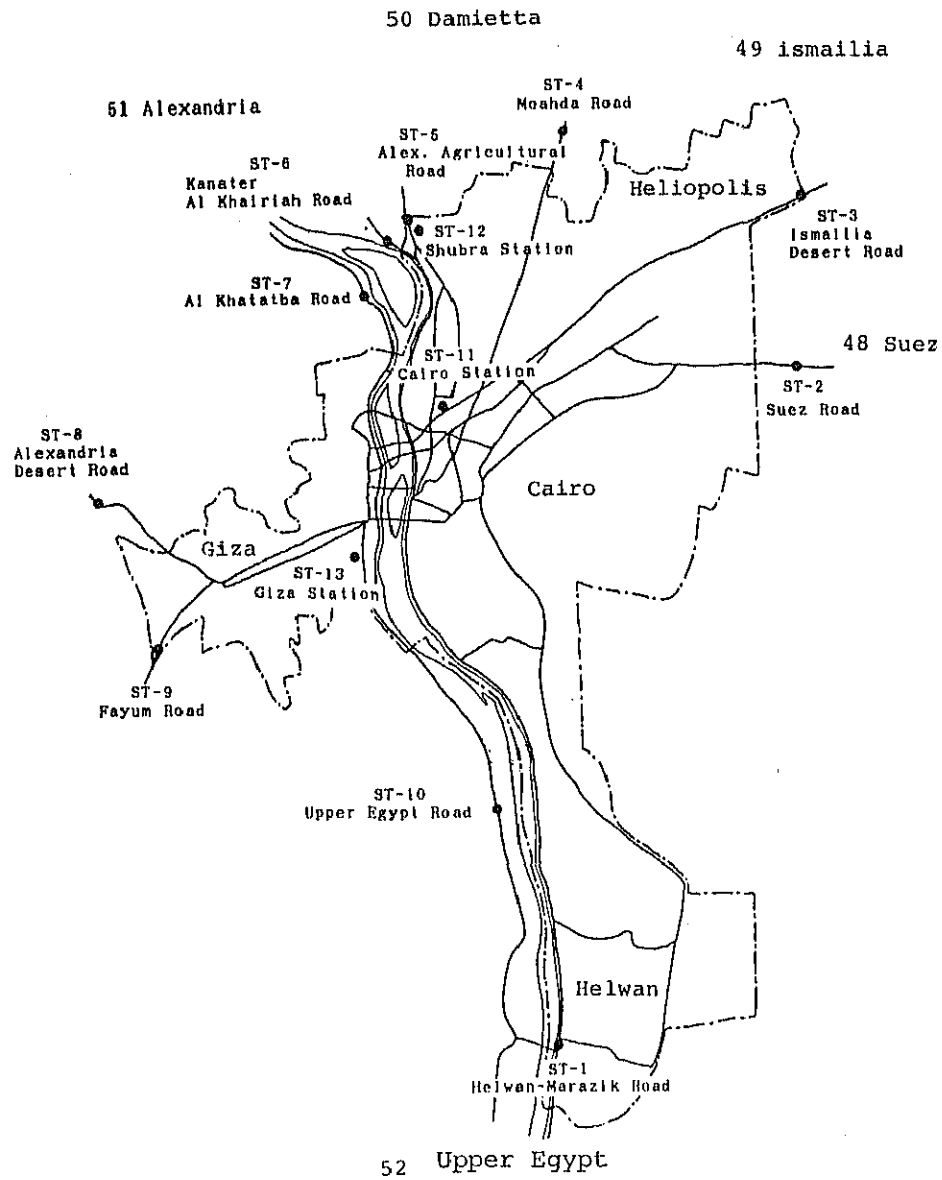 50 Damietta
49 ismailia
51 Alexandria
ST-4
Moahda Road
ST-5
Alex. Agricultural
Road
ST-6
Kanater
Al Khairiah Road
Heliopolis
ST-3
Ismailia
Desert Road
ST-12
Shubra Station
ST-7
Al Khatatba Road
48 Suez
ST-11
Cairo Station
ST-2
Suez Road
ST-8
Alexandria
Desert Road
Cairo
Giza
ST-13
Giza Station
ST-9
Fayum Road
ST-10
Upper Egypt Road
Helwan
ST-1
Helwan-Marazik Road
52 Upper Egypt